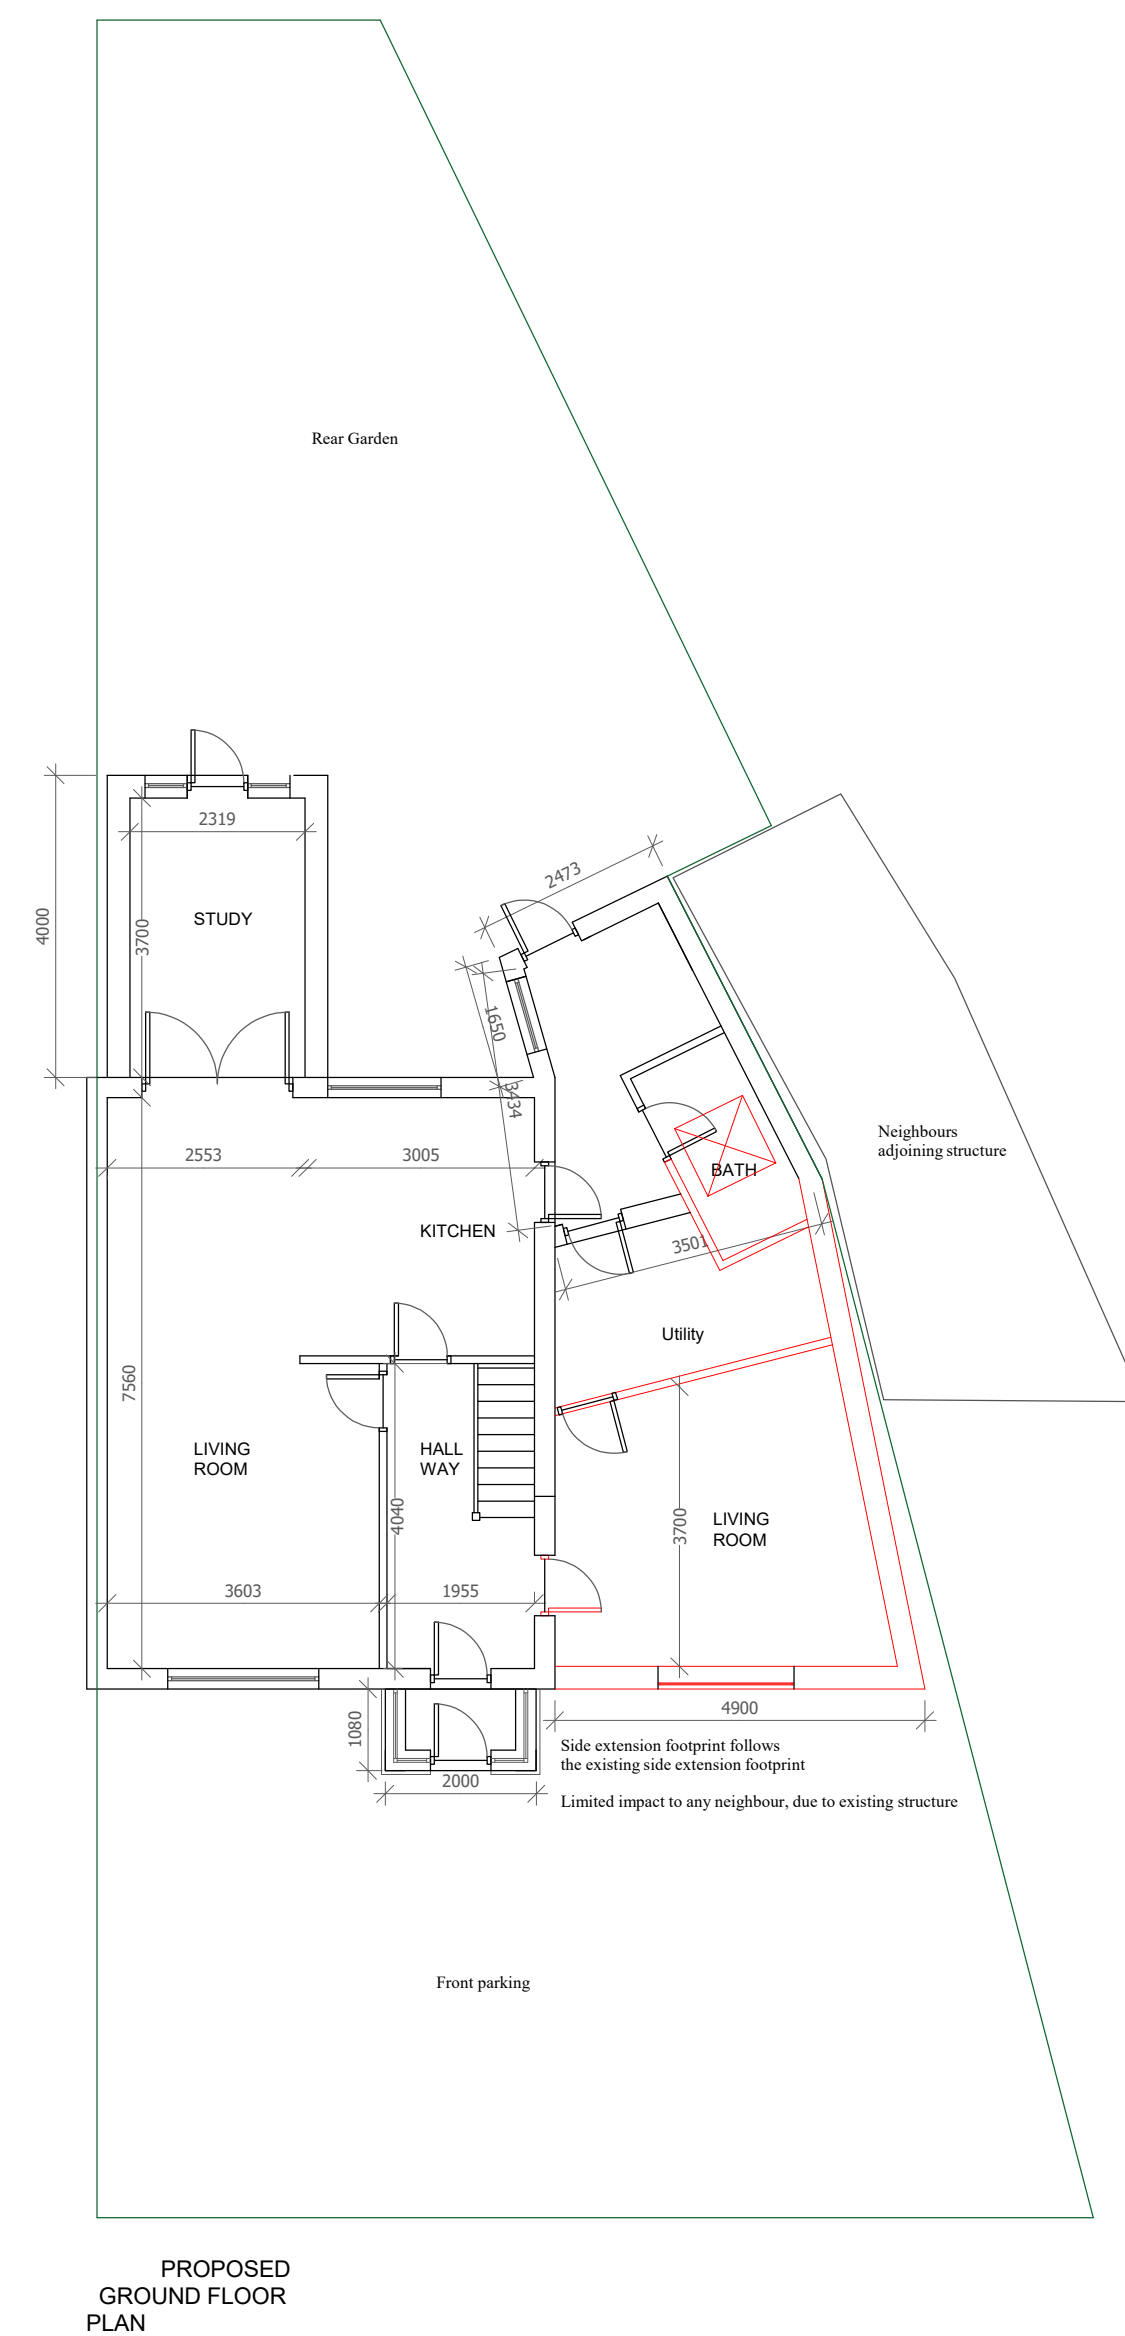 Rear Garden
2319
2473
STUDY
4000
3700
1650
3434
Neighbours
adjoining structure
2553
3005
BATH
KITCHEN
3501
Utility
7560
LIVING
ROOM
HALL
WAY
4040
3700
LIVING
ROOM
3603
1955
4900
1080
Side extension footprint follows
the existing side extension footprint
2000
Limited impact to any neighbour, due to existing structure
Front parking
PROPOSED
GROUND FLOOR
PLAN